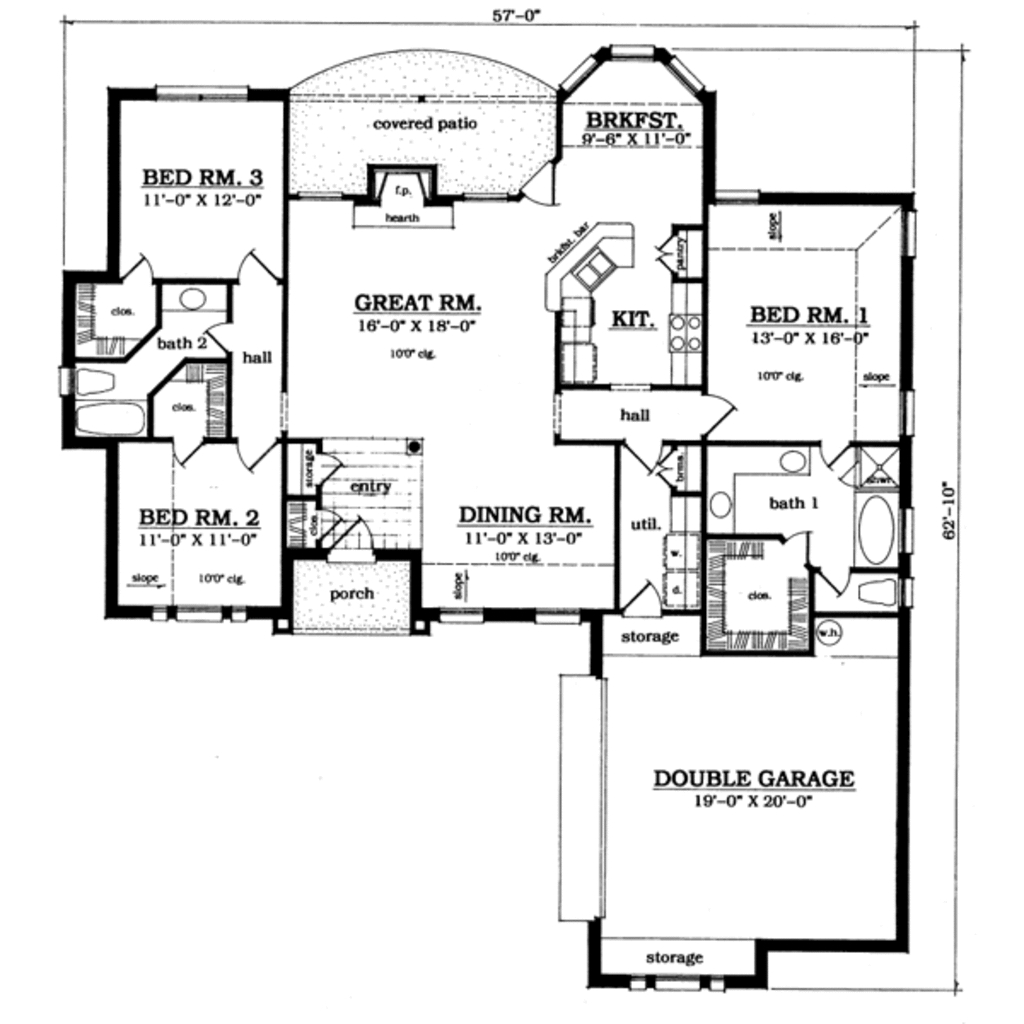 57'-0"
covered patio
BRKFST.
9'-6" X 11'-0"
BED RM. 3
11'-0" X 12'-0"
f.p.
hearth
slope
brkfst. bar
pantry
GREAT RM.
16'-0" X 18'-0"
10'0" clg.
KIT.
BED RM. 1
13'-0" X 16'-0"
10'0" clg.
slope
clos.
bath 2
hall
clos.
hall
storage
entry
brms.
shwr.
bath 1
62'-10"
BED RM. 2
11'-0" X 11'-0"
slope
10'0" clg.
clos.
DINING RM.
11'-0" X 13'-0"
10'0" clg.
slope
util.
w.
porch
clos.
storage
w.h.
DOUBLE GARAGE
19'-0" X 20'-0"
storage